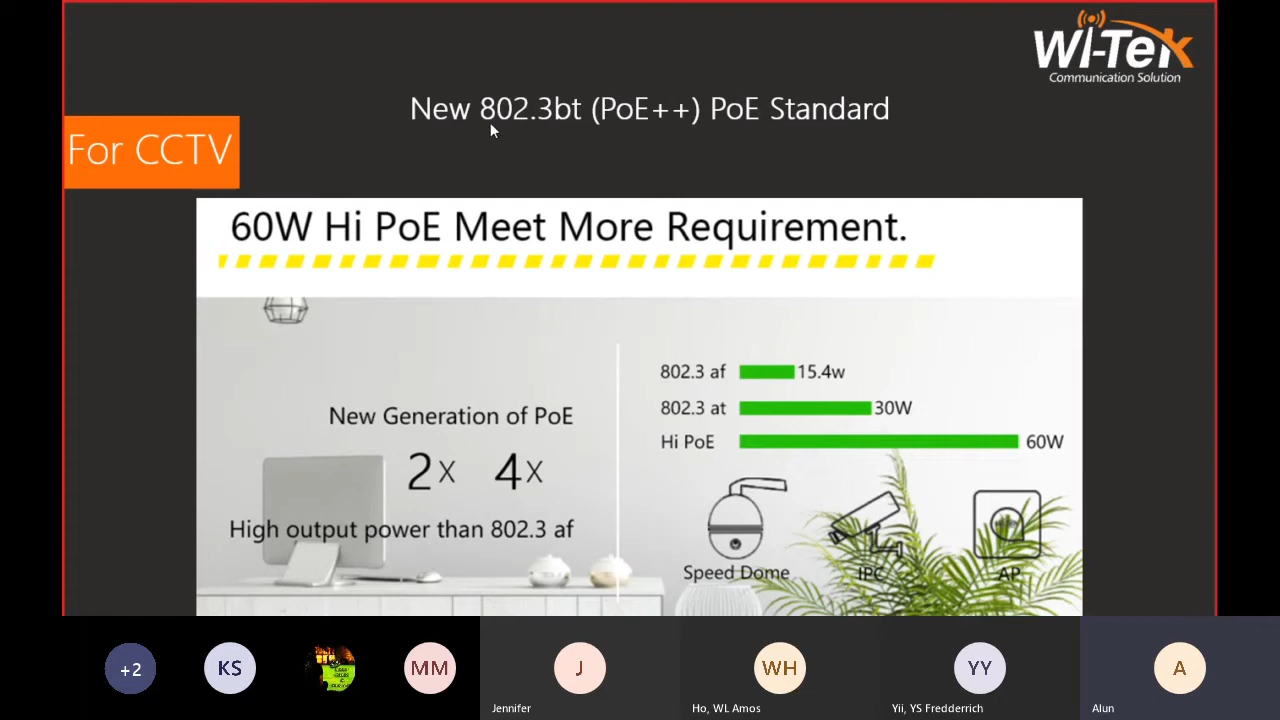 Wi-Tek
Communication Solution
New 802.3bt (PoE++) PoE Standard
For CCTV
60W Hi PoE Meet More Requirement.
802.3 af 15.4w
802.3 at 30W
Hi PoE 60W
New Generation of PoE
2X 4X
High output power than 802.3 af
Speed Dome IPC AP
+2 KS MM J WH YY A
Jennifer Ho, WL Amos Yii, YS Fredderrich Alun